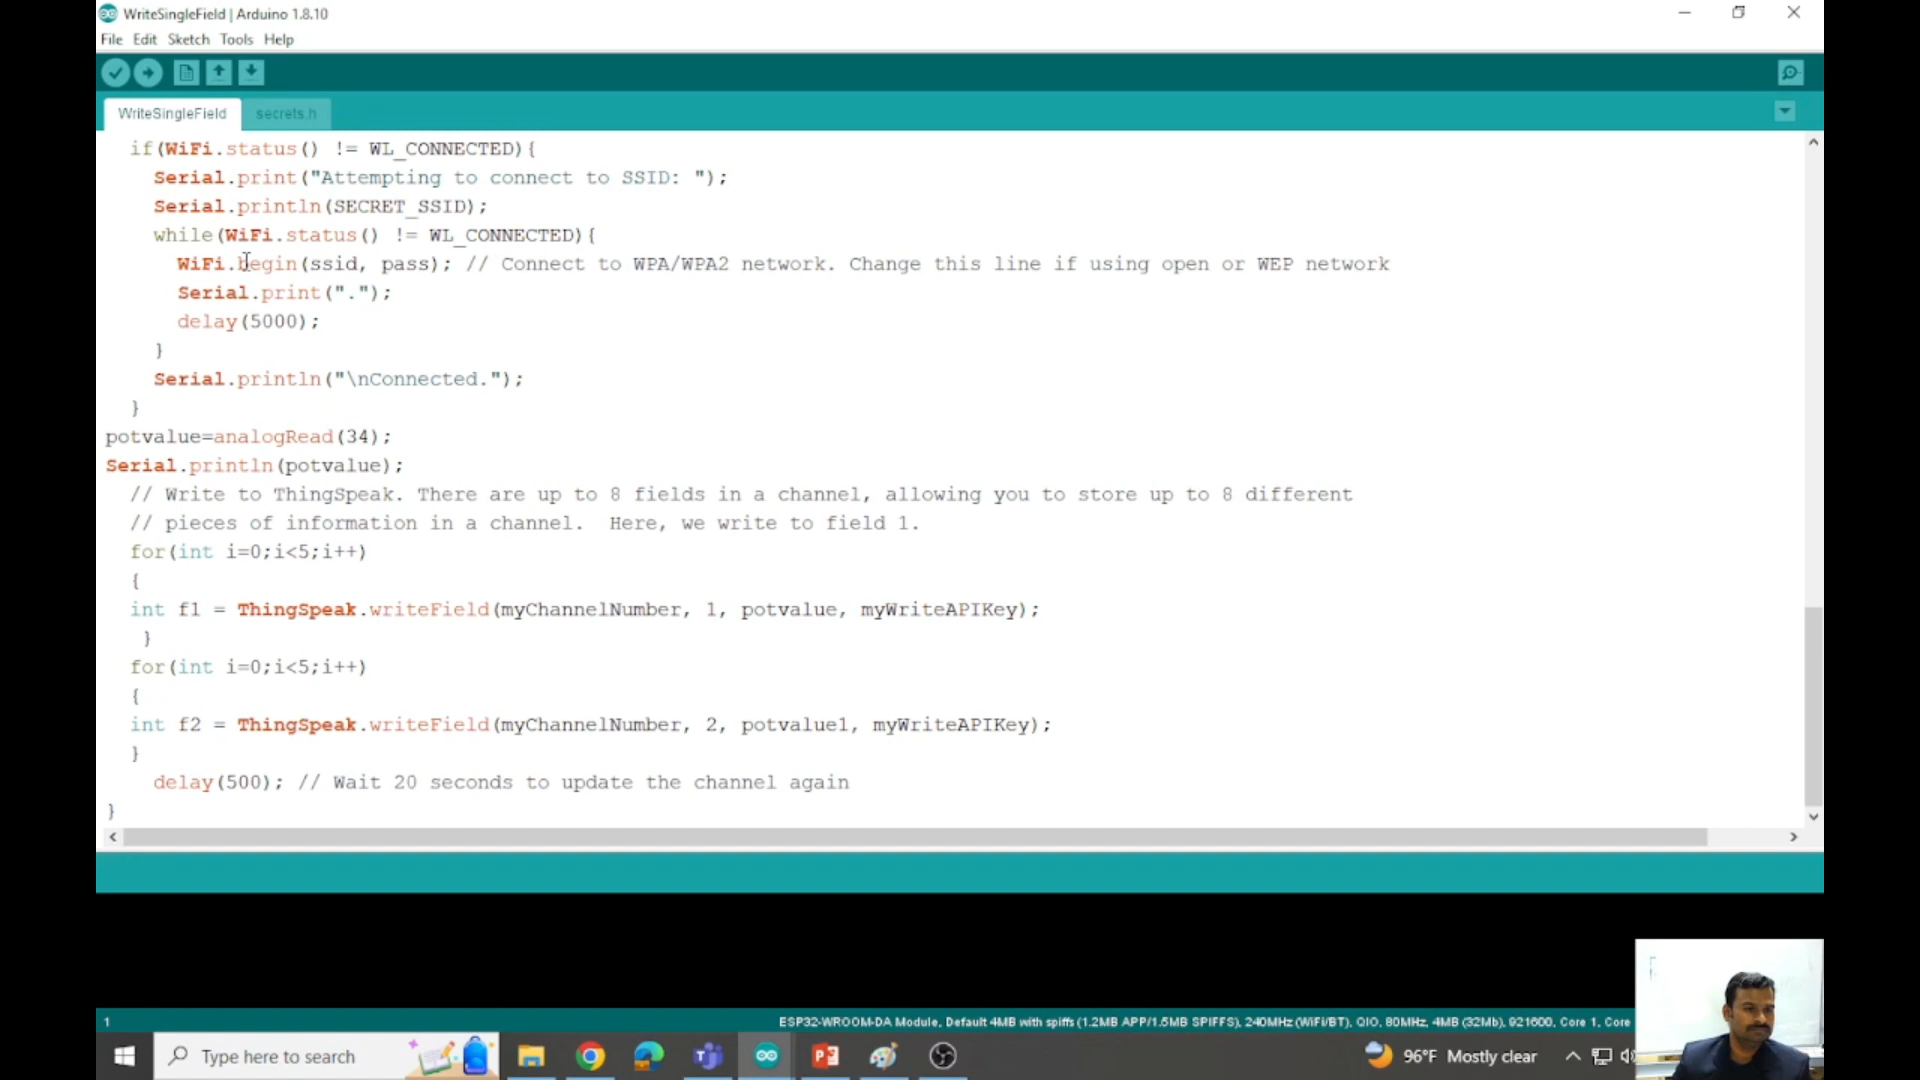 WriteSingleField | Arduino 1.8.10
File Edit Sketch Tools Help
WriteSingleField secrets.h
if(WiFi.status() != WL_CONNECTED){
Serial.print("Attempting to connect to SSID: ");
Serial.println(SECRET_SSID);
while(WiFi.status() != WL_CONNECTED){
WiFi.begin(ssid, pass); // Connect to WPA/WPA2 network. Change this line if using open or WEP network
Serial.print(".");
delay(5000);
}
Serial.println("\nConnected.");
}
potvalue=analogRead(34);
Serial.println(potvalue);
// Write to ThingSpeak. There are up to 8 fields in a channel, allowing you to store up to 8 different
// pieces of information in a channel.  Here, we write to field 1.
for(int i=0;i<5;i++)
{
int f1 = ThingSpeak.writeField(myChannelNumber, 1, potvalue, myWriteAPIKey);
}
for(int i=0;i<5;i++)
{
int f2 = ThingSpeak.writeField(myChannelNumber, 2, potvalue1, myWriteAPIKey);
}
delay(500); // Wait 20 seconds to update the channel again
}
1 ESP32-WROOM-DA Module, Default 4MB with spiffs (1.2MB APP/1.5MB SPIFFS), 240MHz (WiFi/BT), QIO, 80MHz, 4MB (32Mb), 921600, Core 1, Core
Type here to search 96°F Mostly clear